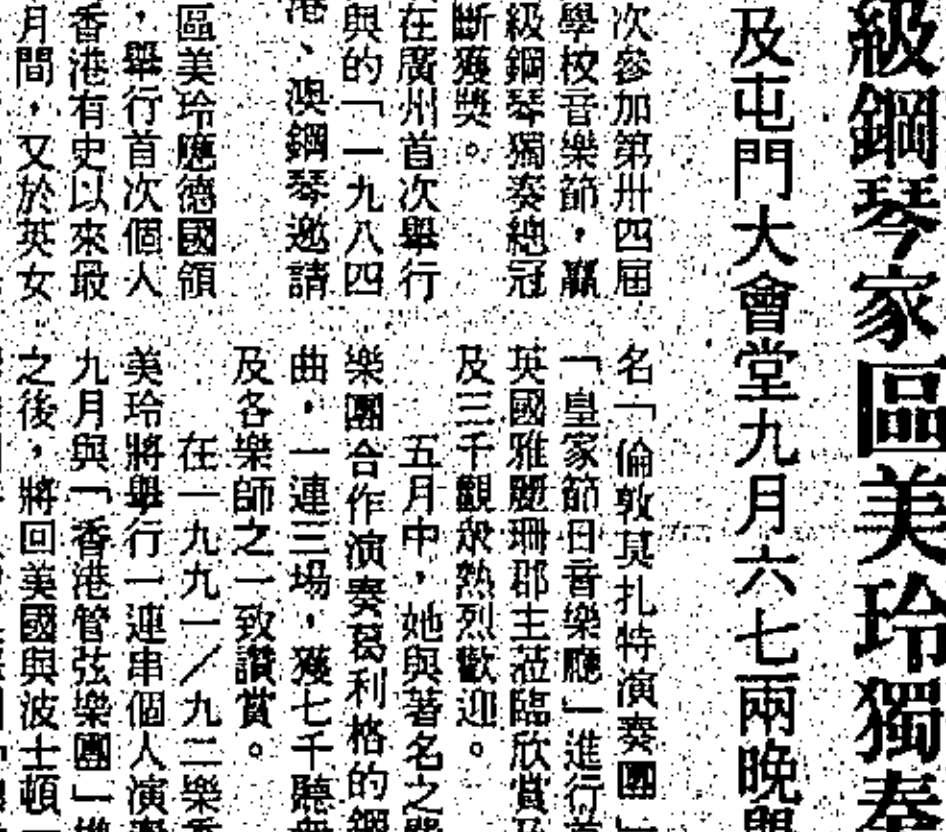 級鋼琴家區美玲獨奏
及屯門大會堂九月六七兩晚
次參加第卅四屆
學校音樂節，贏
級鋼琴獨奏總冠
斷獲獎。
在廣州首次舉行
與的「一九八四
港、澳鋼琴邀請
區美玲應德國領
，舉行首次個人
香港有史以來最
月間，又於英女
名「倫敦莫扎特演奏團」
「皇家節日音樂廳」進行首
英國雅麗珊郡主蒞臨欣賞及
及三千觀眾熱烈歡迎。
五月中，她與著名之
樂團合作演奏葛利格的鋼
曲，一連三場，獲七千聽眾
及各樂師之一致讚賞。
在一九九一／九二樂季
美玲將舉行一連串個人演奏
九月與「香港管弦樂團」
之後，將回美國與波士頓